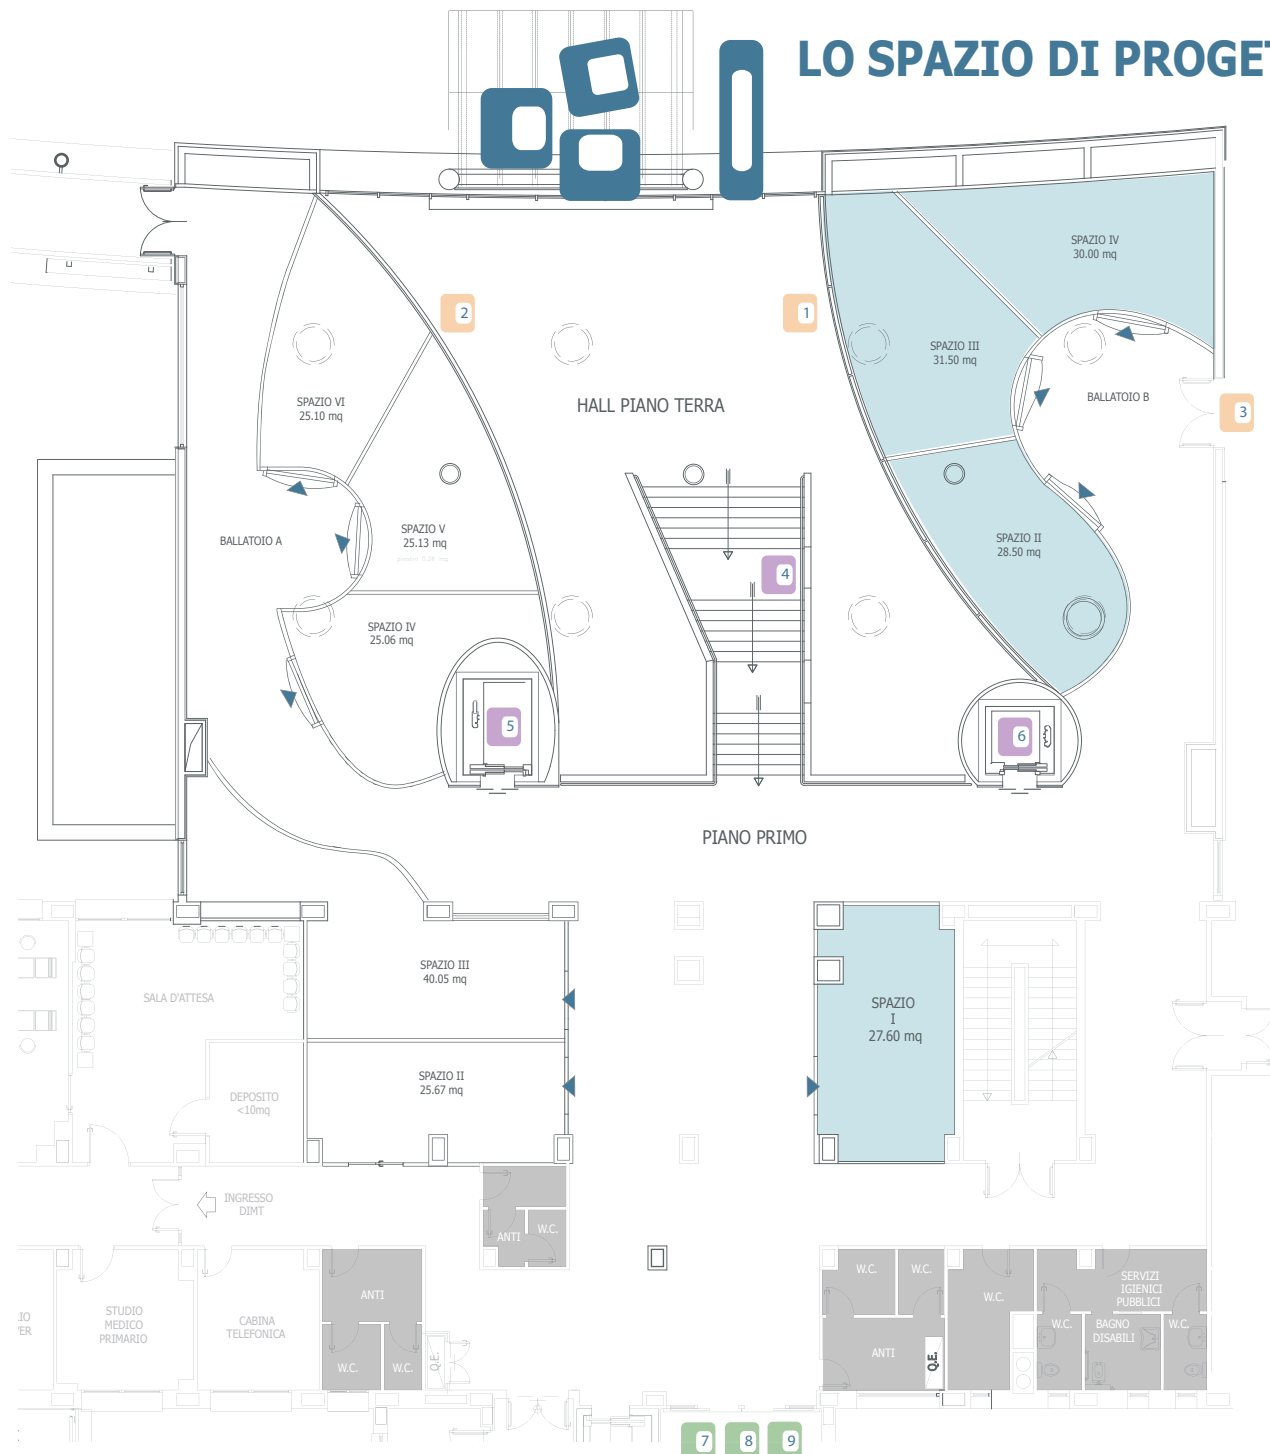 LO SPAZIO DI PROGET
SPAZIO IV
30.00 mq
2
1
SPAZIO III
31.50 mq
SPAZIO VI
25.10 mq
HALL PIANO TERRA
BALLATOIO B
3
SPAZIO V
25.13 mq
BALLATOIO A
SPAZIO II
28.50 mq
4
SPAZIO IV
25.06 mq
5
6
PIANO PRIMO
SPAZIO III
40.05 mq
SALA D'ATTESA
SPAZIO
I
27.60 mq
SPAZIO II
25.67 mq
DEPOSITO
<10mq
INGRESSO
DIMT
ANTI
W.C.
W.C.
W.C.
W.C.
SERVIZI
IGIENICI
PUBBLICI
ANTI
STUDIO
MEDICO
PRIMARIO
CABINA
TELEFONICA
W.C.
BAGNO
DISABILI
W.C.
IO
VER
Q.E.
ANTI
Q.E.
W.C.
W.C.
7
8
9